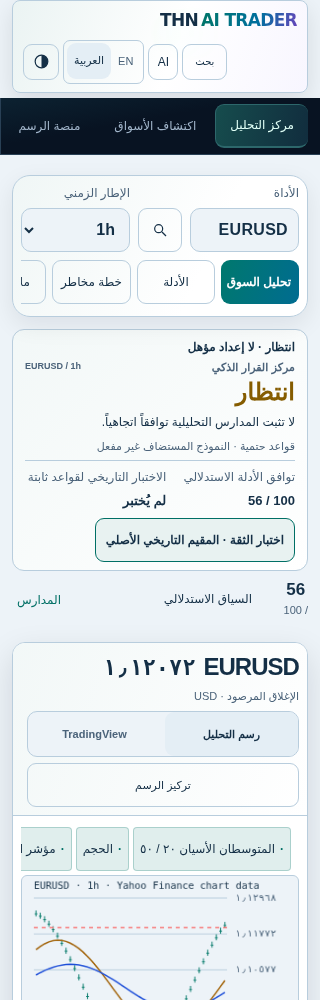 THN AI TRADER
بحث
AI
EN
العربية
مركز التحليل
اكتشاف الأسواق
منصة الرسم
الأداة
الإطار الزمني
EURUSD
1h
تحليل السوق
الأدلة
خطة مخاطر
انتظار · لا إعداد مؤهل
مركز القرار الذكي
EURUSD / 1h
انتظار
لا تثبت المدارس التحليلية توافقاً اتجاهياً.
قواعد حتمية · النموذج المستضاف غير مفعل
توافق الأدلة الاستدلالي
56 / 100
الاختبار التاريخي لقواعد ثابتة
لم يُختبر
اختبار الثقة · المقيم التاريخي الأصلي
56
/ 100
السياق الاستدلالي
المدارس
EURUSD ١٫١٢٠٧٢
الإغلاق المرصود · USD
رسم التحليل
TradingView
تركيز الرسم
· المتوسطان الأسيان ٢٠ / ٥٠
· الحجم
· مؤشر
EURUSD · 1h · Yahoo Finance chart data
١٫١٢٩٦٨
١٫١١٧٧٢
١٫١٠٥٧٧